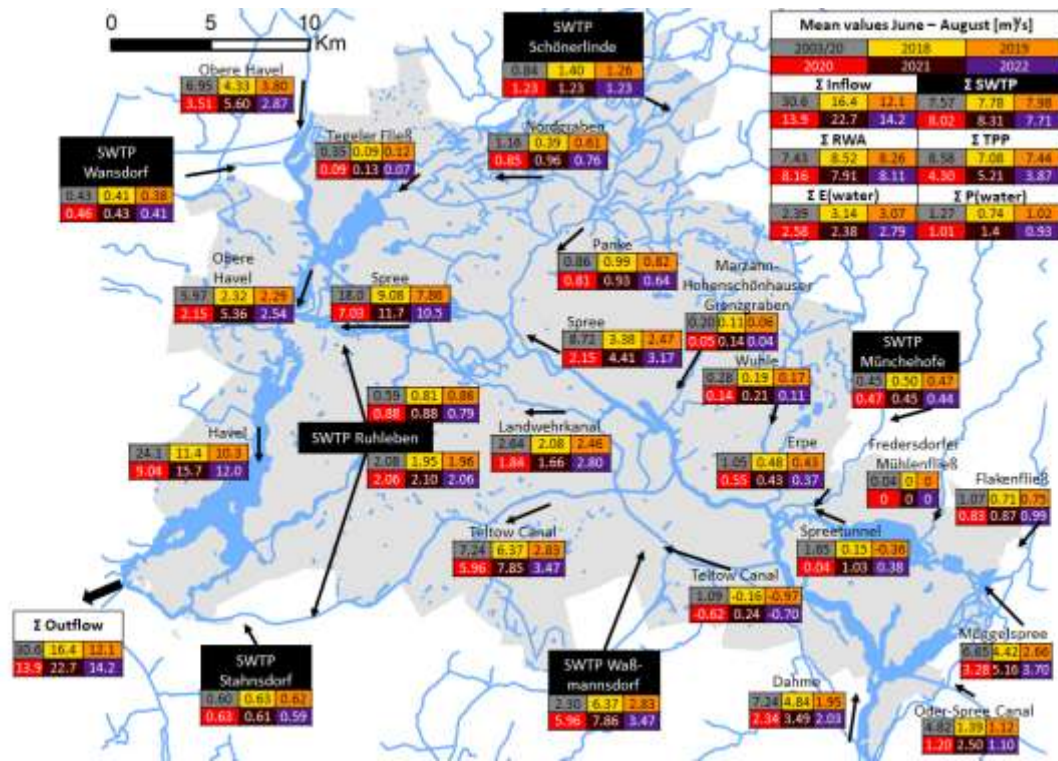 0 5 10
Km
Mean values June – August [m³/s]
2003/20 2018 2019
2020 2021 2022
Σ Inflow Σ SWTP
30.6 16.4 12.1 7.57 7.78 7.98
13.9 22.7 14.2 8.02 8.31 7.71
Σ RWA Σ TPP
7.43 8.52 8.26 8.58 7.08 7.44
8.16 7.91 8.11 4.30 5.21 3.87
Σ E(water) Σ P(water)
2.39 3.14 3.07 1.27 0.74 1.02
2.58 2.38 2.79 1.01 1.4 0.93
SWTP
Schönerlinde
0.84 1.40 1.26
1.23 1.23 1.23
Obere Havel
6.95 4.33 3.80
3.51 5.60 2.87
Tegeler Fließ
0.35 0.09 0.12
0.09 0.13 0.07
Nordgraben
1.16 0.39 0.61
0.85 0.96 0.76
SWTP
Wansdorf
0.43 0.41 0.38
0.46 0.43 0.41
Panke
0.86 0.99 0.82
0.81 0.93 0.64
Obere
Havel
5.97 2.32 2.29
2.15 5.36 2.54
Spree
18.0 9.08 7.86
7.03 11.7 10.5
Spree
8.72 3.38 2.47
2.15 4.41 3.17
Marzahn-
Hohenschönhauser
Grenzgraben
0.20 0.11 0.06
0.05 0.14 0.04
Wuhle
0.28 0.19 0.17
0.14 0.21 0.11
SWTP
Münchehofe
0.45 0.50 0.47
0.47 0.45 0.44
0.59 0.81 0.86
0.88 0.88 0.79
SWTP Ruhleben
2.08 1.95 1.96
2.06 2.10 2.06
Landwehrkanal
2.64 2.08 2.46
1.84 1.66 2.80
Havel
24.1 11.4 10.3
9.04 15.7 12.0
Erpe
1.05 0.48 0.43
0.55 0.43 0.37
Fredersdorfer
Mühlenfließ
0.04 0 0
0 0 0
Flakenfließ
1.07 0.71 0.75
0.83 0.87 0.99
Teltow Canal
7.24 6.37 2.83
5.96 7.85 3.47
Spreetunnel
1.65 0.15 -0.36
0.04 1.03 0.38
Teltow Canal
1.09 -0.16 -0.97
-0.62 0.24 -0.70
Σ Outflow
30.6 16.4 12.1
13.9 22.7 14.2
SWTP
Stahnsdorf
0.60 0.63 0.62
0.63 0.61 0.59
SWTP Waß-
mannsdorf
2.30 6.37 2.83
5.96 7.86 3.47
Dahme
7.24 4.84 1.95
2.34 3.49 2.03
Müggelspree
6.85 4.42 2.66
3.28 5.16 3.70
Oder-Spree Canal
4.82 1.39 1.12
1.20 2.50 1.10